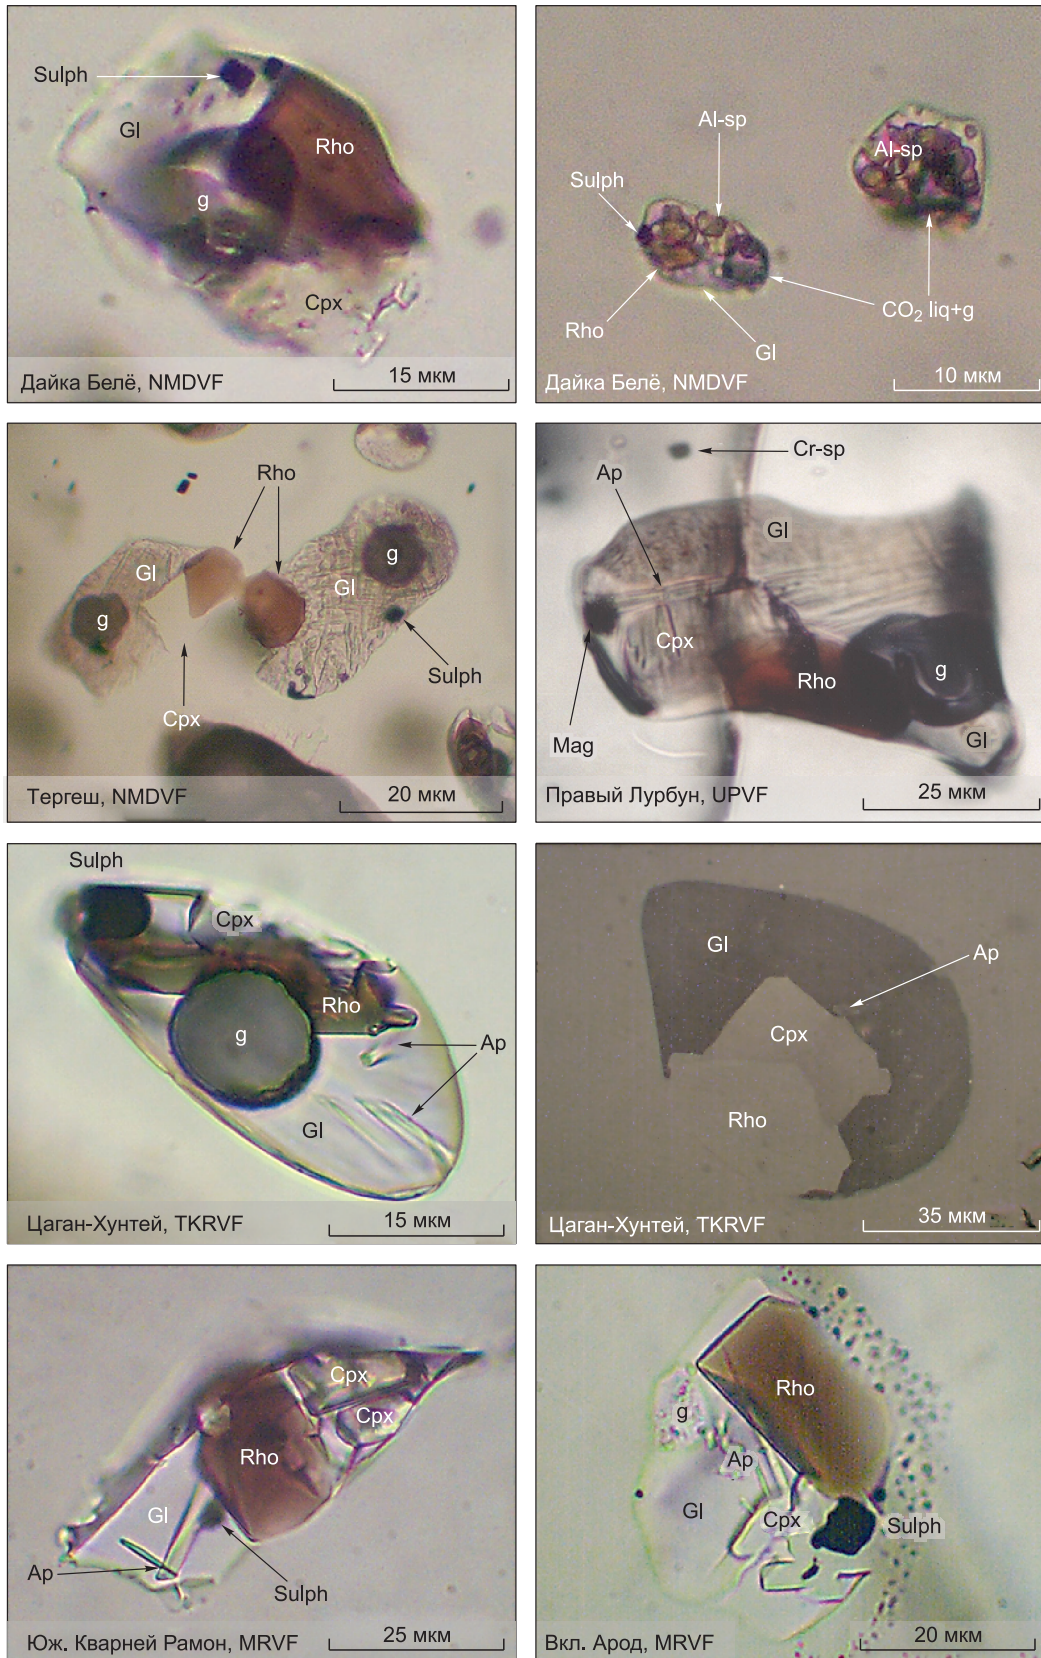 Sulph
Gl
Rho
g
Cpx
Дайка Белё, NMDVF
15 мкм
Al-sp
Al-sp
Sulph
CO₂ liq+g
Rho
Gl
Дайка Белё, NMDVF
10 мкм
Rho
Gl
g
Gl
g
Sulph
Cpx
Тергеш, NMDVF
20 мкм
Cr-sp
Ap
Gl
Cpx
Rho
g
Mag
Gl
Правый Лурбун, UPVF
25 мкм
Sulph
Cpx
Rho
g
Ap
Gl
Цаган-Хунтей, TKRVF
15 мкм
Gl
Ap
Cpx
Rho
Цаган-Хунтей, TKRVF
35 мкм
Cpx
Cpx
Rho
Gl
Ap
Sulph
Юж. Кварней Рамон, MRVF
25 мкм
Rho
g
Ap
Gl
Cpx
Sulph
Вкл. Арод, MRVF
20 мкм